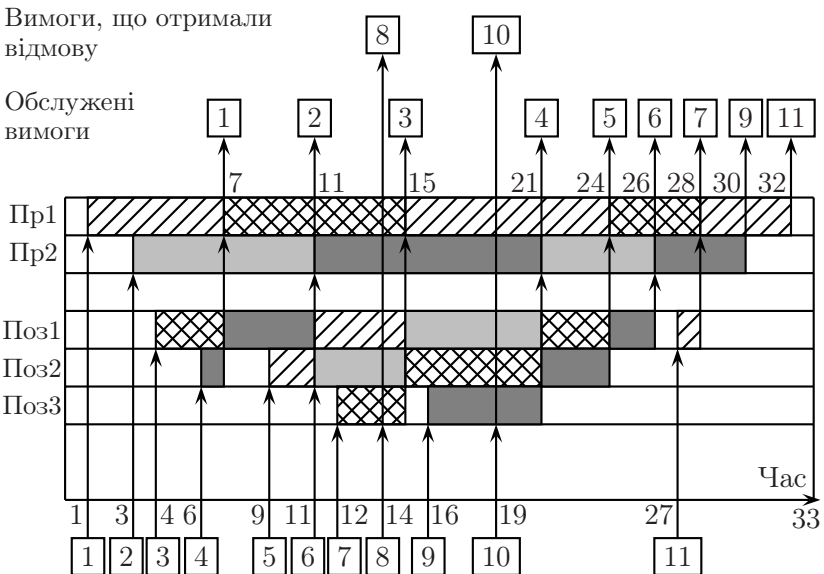 Вимоги, що отримали
відмову
8 10
Обслужені
вимоги
1 2 3 4 5 6 7 9 11
7 11 15 21 24 26 28 30 32
Пр1
Пр2
Поз1
Поз2
Поз3
Час
1 3 4 6 9 11 12 14 16 19 27 33
1 2 3 4 5 6 7 8 9 10 11